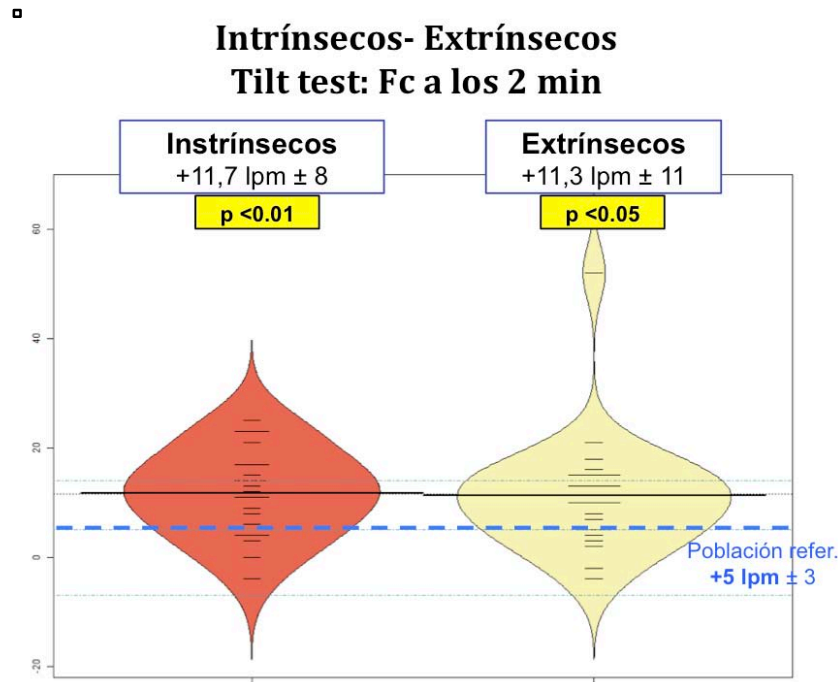 Intrínsecos- Extrínsecos
Tilt test: Fc a los 2 min
Instrínsecos
+11,7 lpm ± 8
p <0.01
Extrínsecos
+11,3 lpm ± 11
p <0.05
60
40
20
0
-20
Población refer.
+5 lpm ± 3